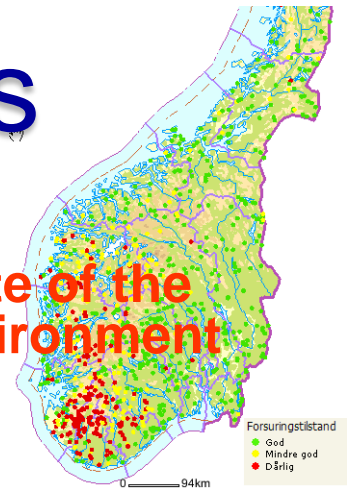 S
te of the
ironment
Forsuringstilstand
God
Mindre god
Dårlig
0 94km